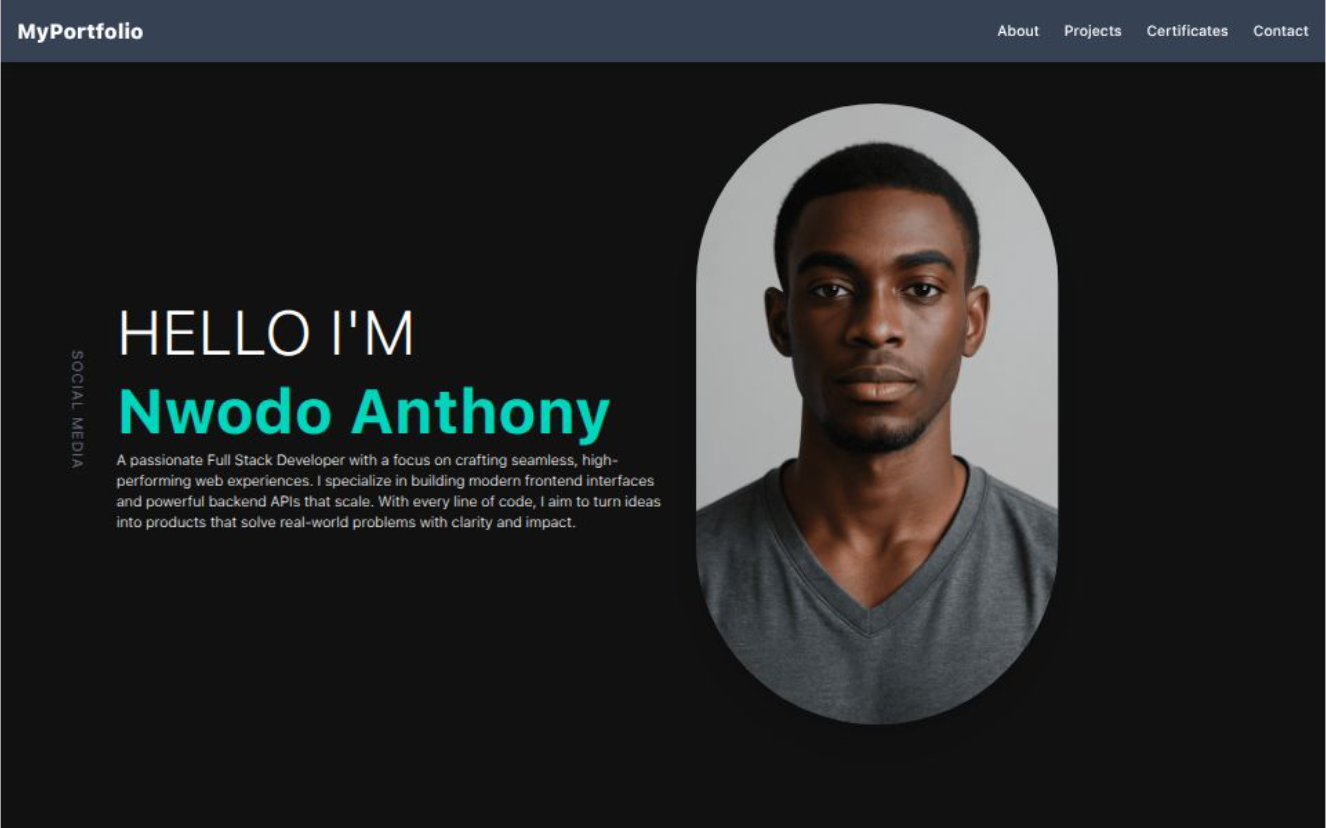 MyPortfolio
About Projects Certificates Contact
SOCIAL MEDIA
HELLO I'M
Nwodo Anthony
A passionate Full Stack Developer with a focus on crafting seamless, high-
performing web experiences. I specialize in building modern frontend interfaces
and powerful backend APIs that scale. With every line of code, I aim to turn ideas
into products that solve real-world problems with clarity and impact.